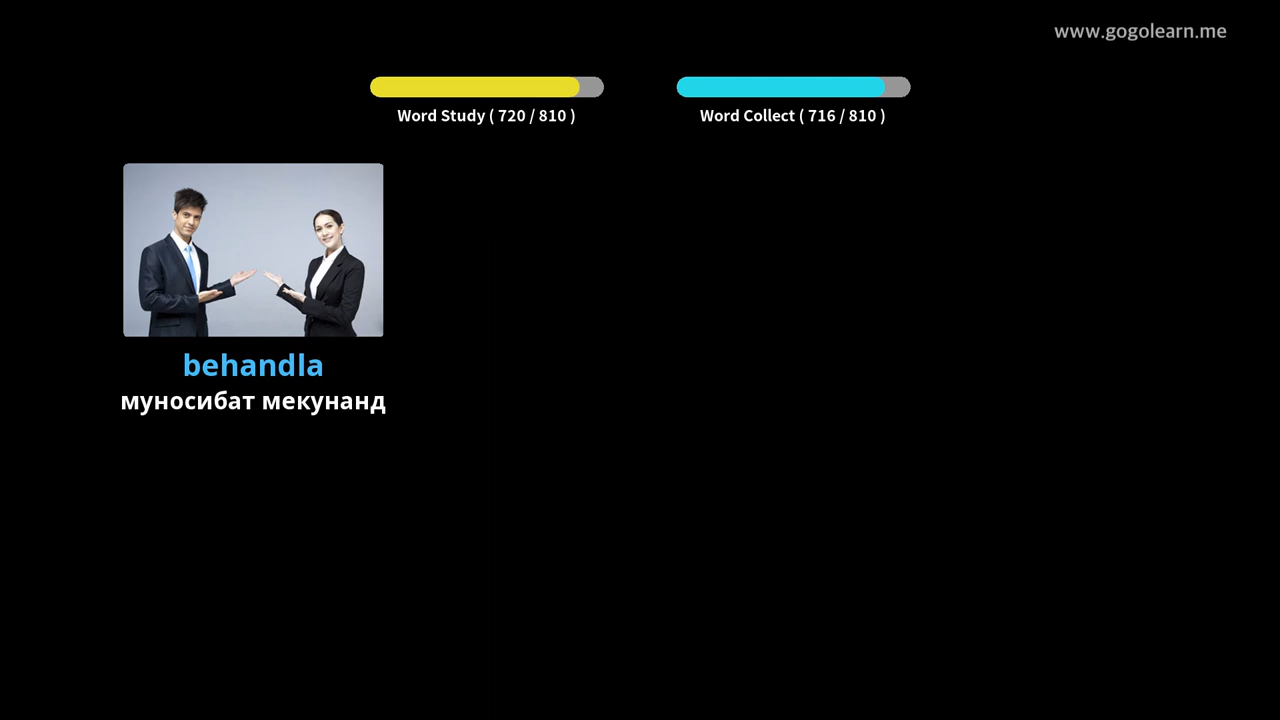 www.gogolearn.me
Word Study ( 720 / 810 )
Word Collect ( 716 / 810 )
behandla
муносибат мекунанд